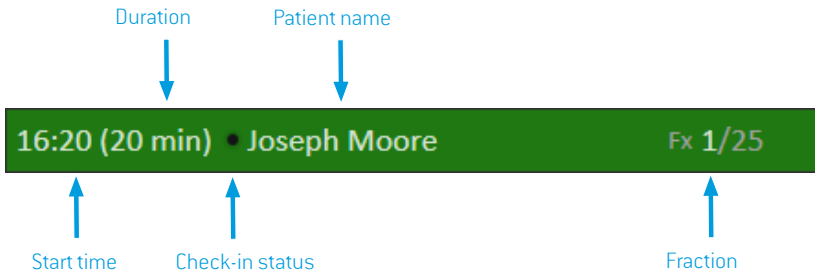 Duration Patient name
16:20 (20 min) • Joseph Moore Fx 1/25
Start time Check-in status Fraction